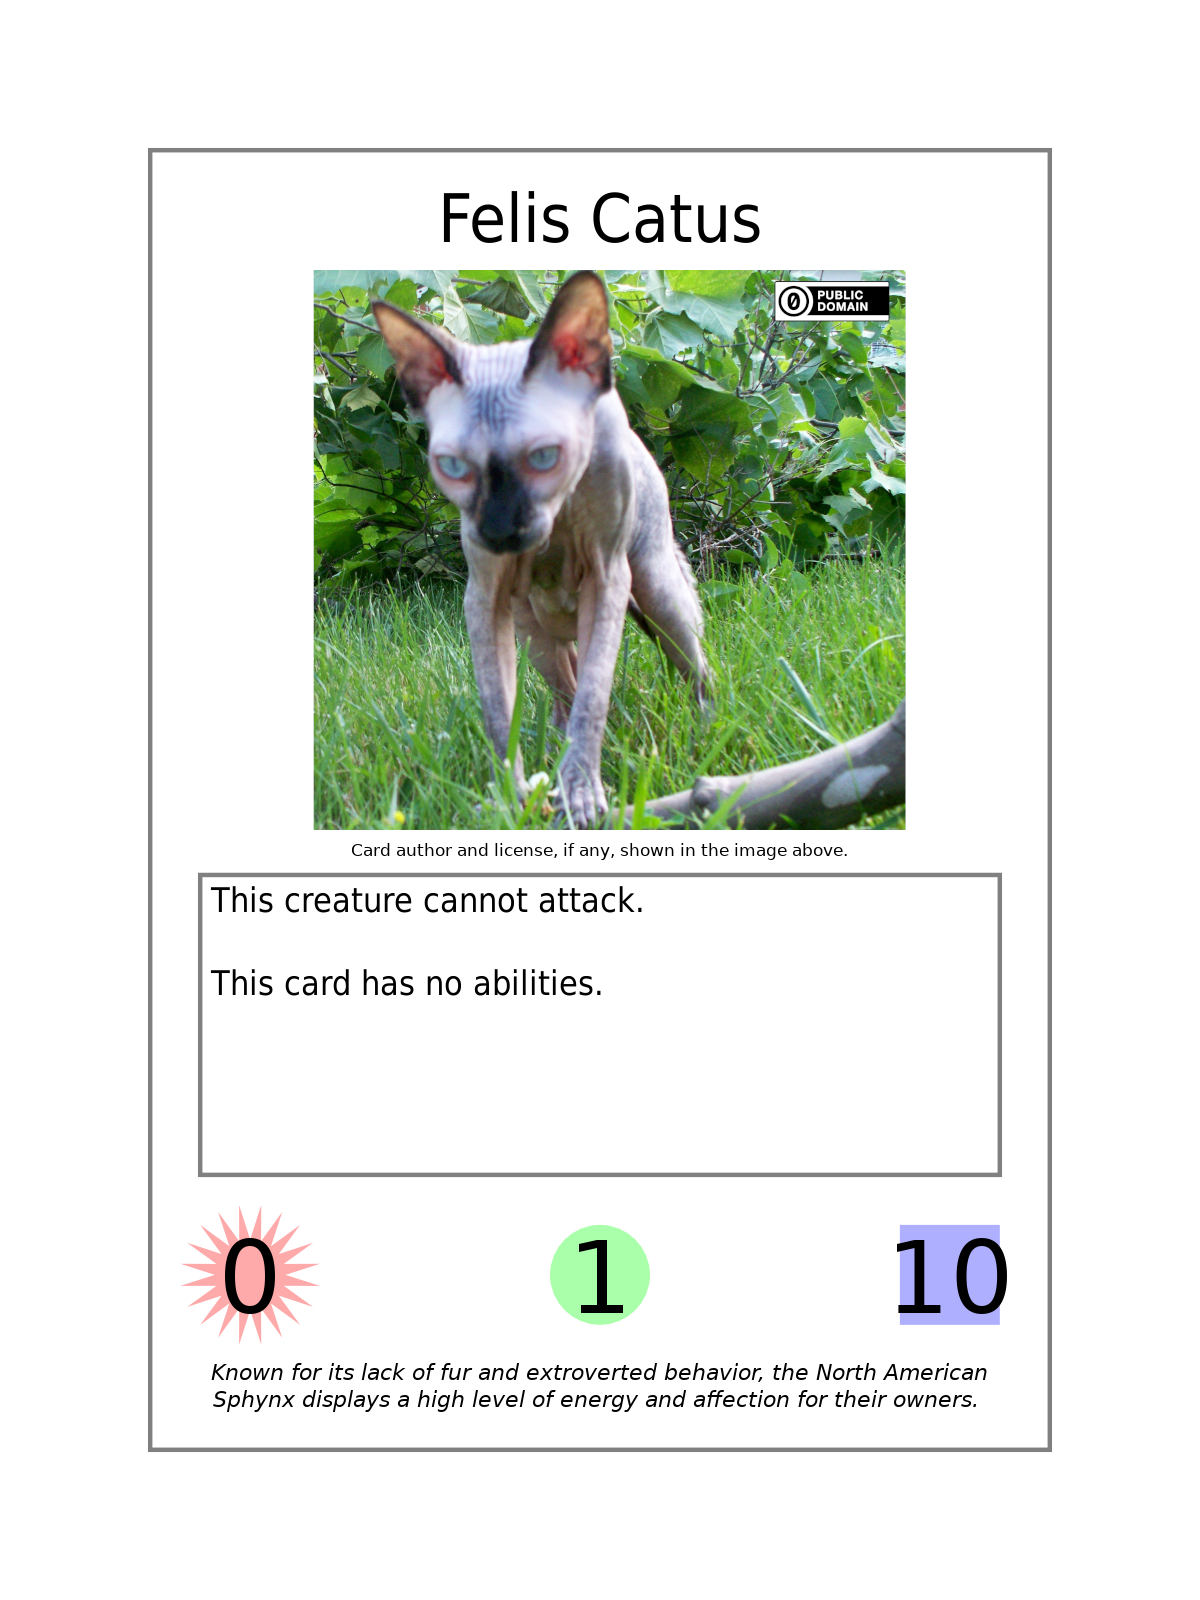 Felis Catus
0 PUBLIC
DOMAIN
Card author and license, if any, shown in the image above.
This creature cannot attack.
This card has no abilities.
0 1 10
Known for its lack of fur and extroverted behavior, the North American
Sphynx displays a high level of energy and affection for their owners.